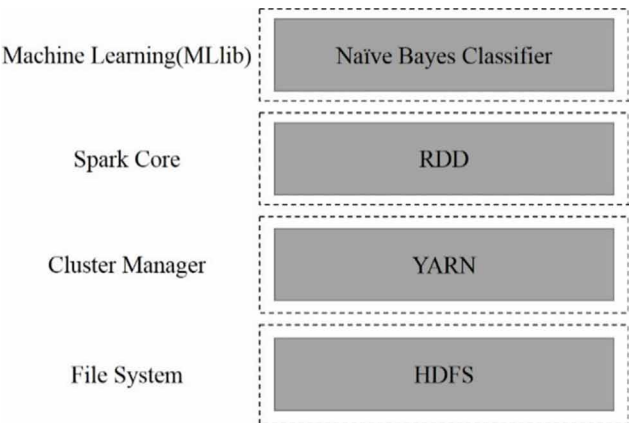 Machine Learning(MLlib)
Naïve Bayes Classifier
Spark Core
RDD
Cluster Manager
YARN
File System
HDFS